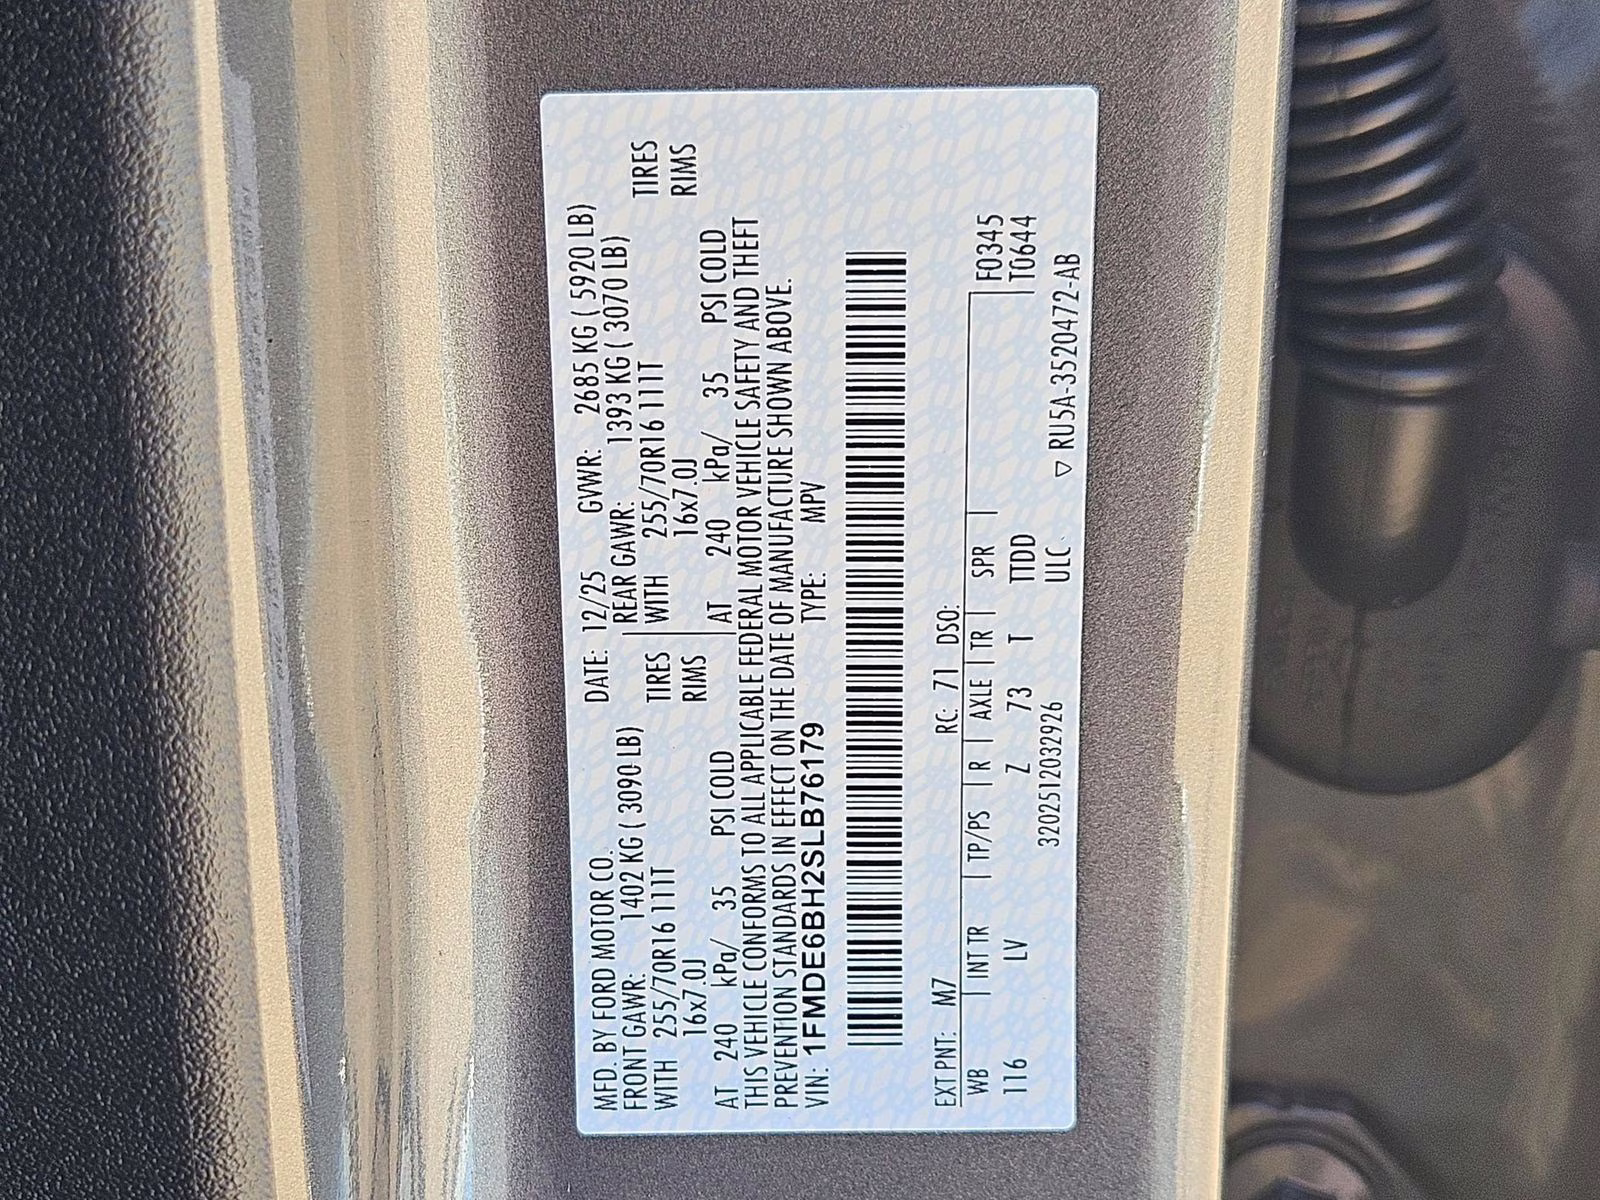 MFD. BY FORD MOTOR CO. DATE: 12/25 GVWR: 2685 KG ( 5920 LB)
FRONT GAWR: 1402 KG ( 3090 LB) REAR GAWR: 1393 KG ( 3070 LB)
WITH 255/70R16 111T TIRES WITH 255/70R16 111T TIRES
16x7.0J RIMS 16x7.0J RIMS
AT 240 kPa/ 35 PSI COLD AT 240 kPa/ 35 PSI COLD
THIS VEHICLE CONFORMS TO ALL APPLICABLE FEDERAL MOTOR VEHICLE SAFETY AND THEFT
PREVENTION STANDARDS IN EFFECT ON THE DATE OF MANUFACTURE SHOWN ABOVE.
VIN: 1FMDE6BH2SLB76179 TYPE: MPV
EXT PNT: M7 RC: 71 DSO:
WB INT TR TP/PS R AXLE TR SPR F0345
116 LV Z 73 T TTDD T0644
32025120329​26 ULC ▽ RU5A-3520472-AB